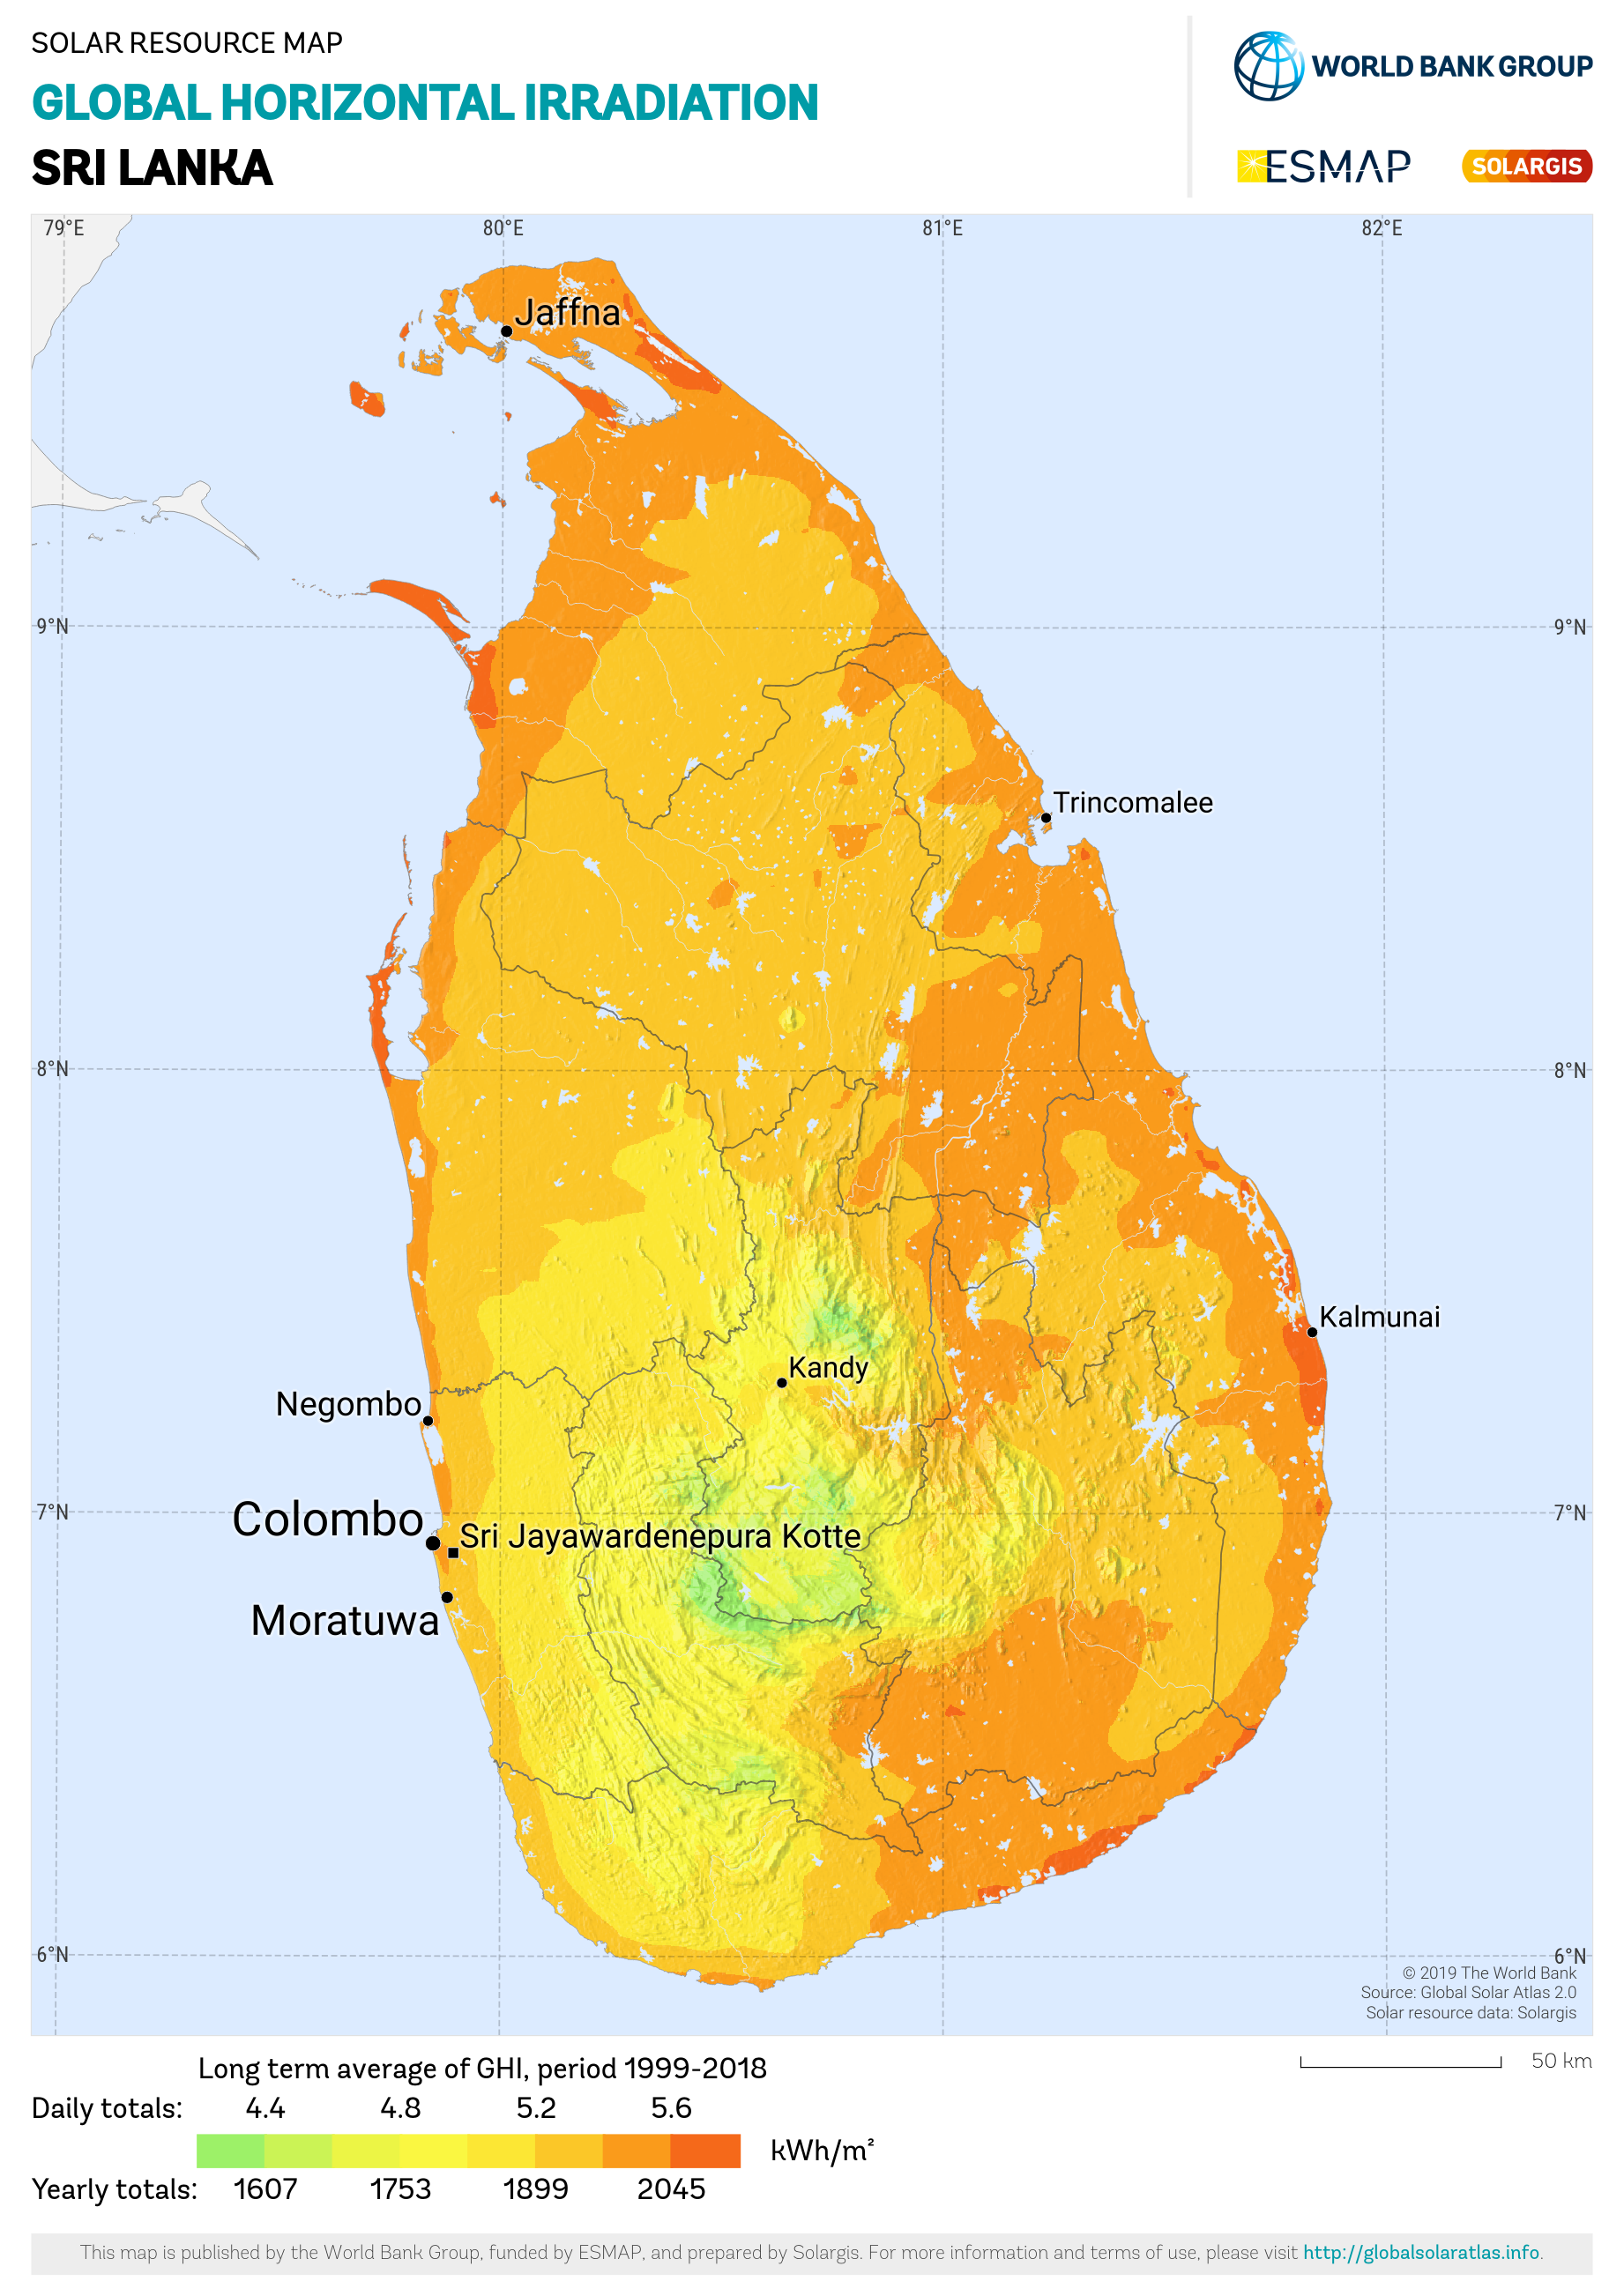 SOLAR RESOURCE MAP
GLOBAL HORIZONTAL IRRADIATION
SRI LANKA
WORLD BANK GROUP
ESMAP
SOLARGIS
79°E
80°E
81°E
82°E
Jaffna
9°N
9°N
Trincomalee
8°N
8°N
Kalmunai
Kandy
Negombo
7°N
7°N
Colombo
Sri Jayawardenepura Kotte
Moratuwa
6°N
6°N
© 2019 The World Bank
Source: Global Solar Atlas 2.0
Solar resource data: Solargis
50 km
Long term average of GHI, period 1999-2018
Daily totals: 4.4 4.8 5.2 5.6
kWh/m²
Yearly totals: 1607 1753 1899 2045
This map is published by the World Bank Group, funded by ESMAP, and prepared by Solargis. For more information and terms of use, please visit http://globalsolaratlas.info.